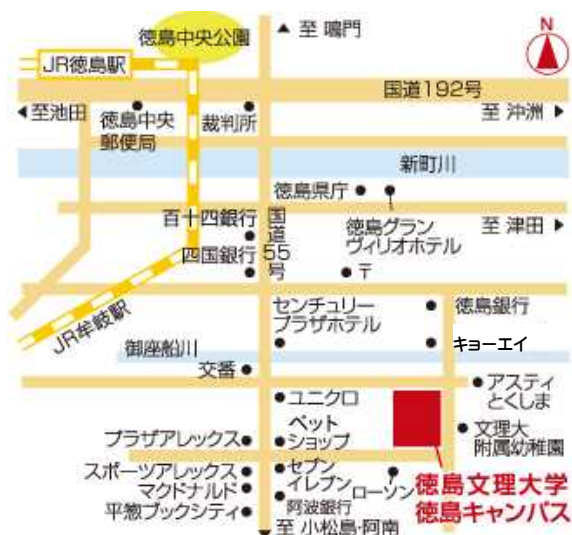 徳島中央公園
▲ 至 鳴門
N
JR徳島駅
国道192号
◀至池田
徳島中央
郵便局
裁判所
至 沖洲 ▶
新町川
徳島県庁
百十四銀行
国道55号
徳島グラン
ヴィリオホテル
至 津田 ▶
四国銀行
〒
JR牟岐駅
センチュリー
プラザホテル
徳島銀行
御座船川
キョーエイ
交番
アスティ
とくしま
ユニクロ
ペット
ショップ
プラザアレックス
文理大
附属幼稚園
スポーツアレックス
セブン
イレブン
マクドナルド
ローソン
徳島文理大学
徳島キャンパス
平惣ブックシティ
阿波銀行
▼ 至 小松島・阿南